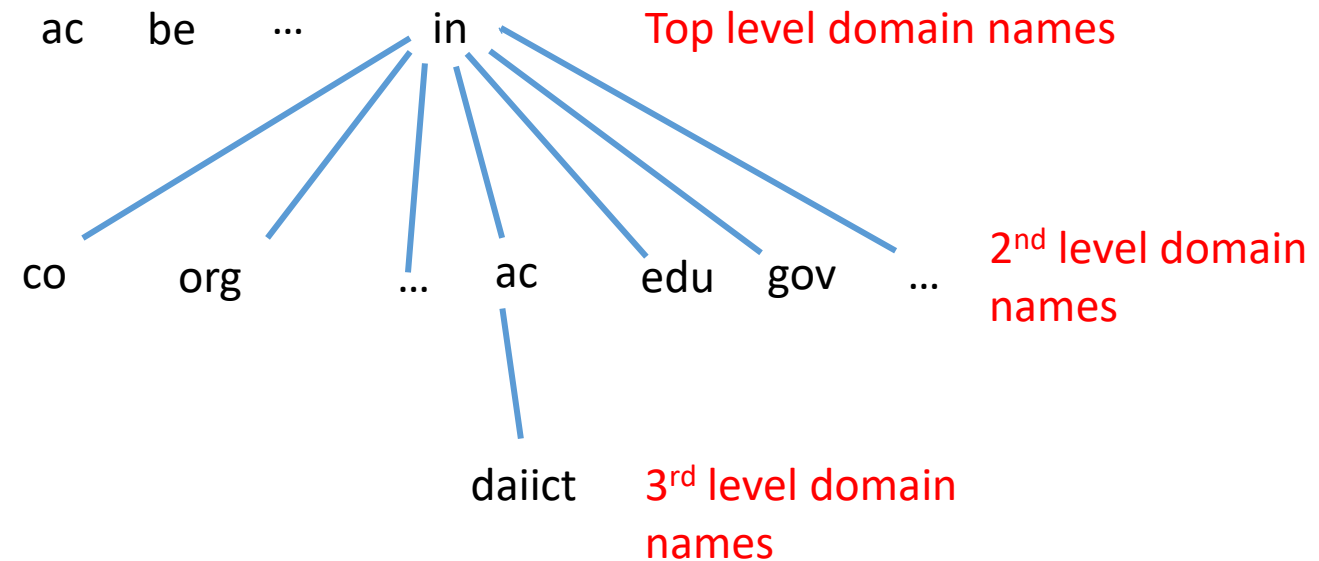 ac be ... in Top level domain names
co org ... ac edu gov ... 2nd level domain
names
daiict 3rd level domain
names